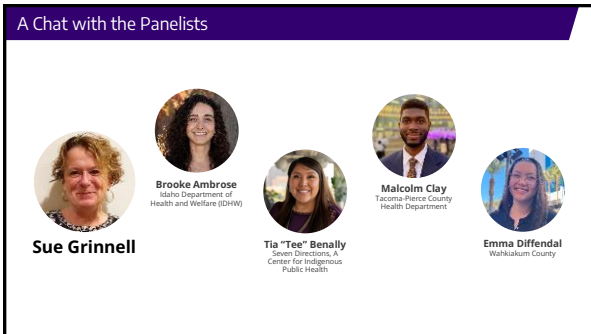 A Chat with the Panelists
Sue Grinnell
Brooke Ambrose
Idaho Department of
Health and Welfare (IDHW)
Tia “Tee” Benally
Seven Directions, A
Center for Indigenous
Public Health
Malcolm Clay
Tacoma-Pierce County
Health Department
Emma Diffendal
Wahkiakum County